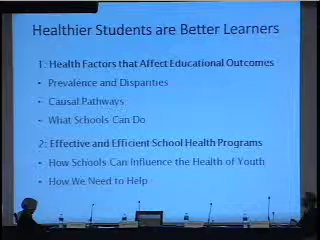 Healthier Students are Better Learners
1: Health Factors that Affect Educational Outcomes
• Prevalence and Disparities
• Causal Pathways
• What Schools Can Do
2: Effective and Efficient School Health Programs
• How Schools Can Influence the Health of Youth
• How We Need to Help